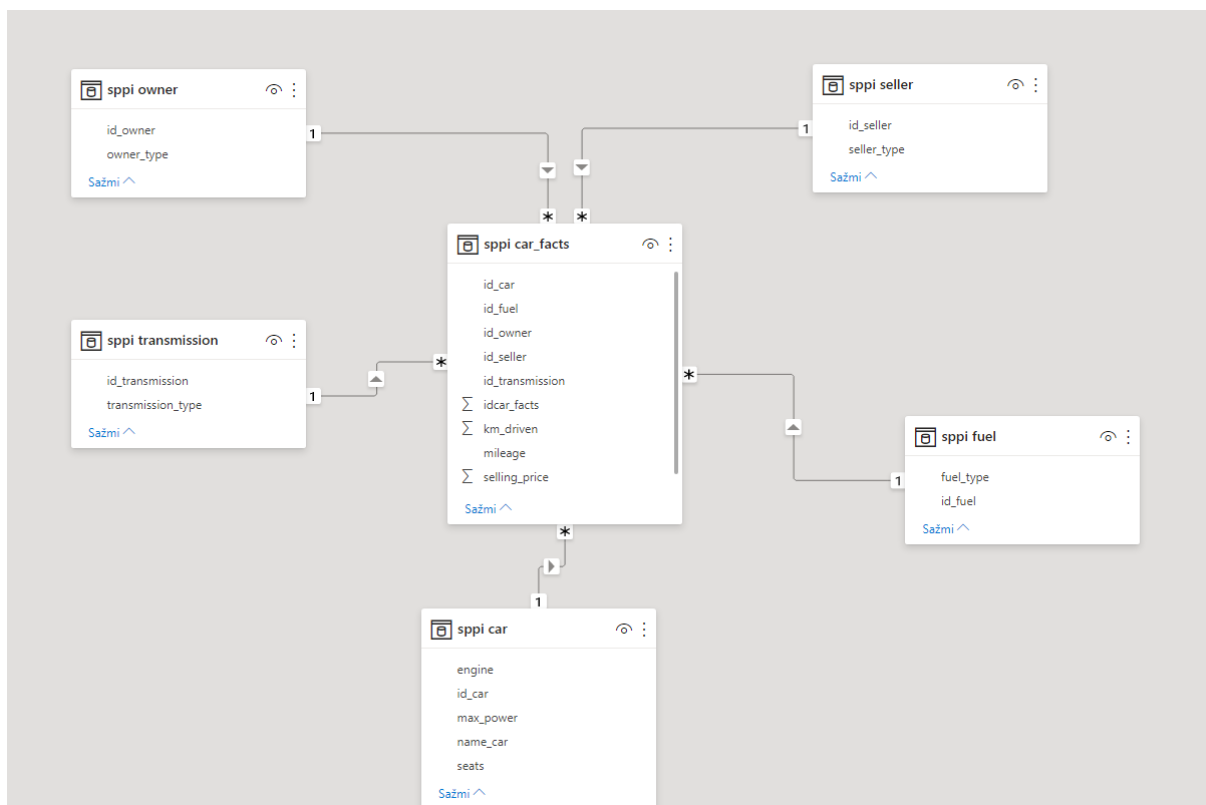 sppi owner
id_owner
owner_type
Sažmi
1
sppi seller
id_seller
seller_type
Sažmi
1
*
*
sppi car_facts
id_car
id_fuel
id_owner
id_seller
id_transmission
Σ idcar_facts
Σ km_driven
mileage
Σ selling_price
Sažmi
sppi transmission
id_transmission
transmission_type
Sažmi
1
*
*
sppi fuel
fuel_type
id_fuel
Sažmi
1
*
1
sppi car
engine
id_car
max_power
name_car
seats
Sažmi